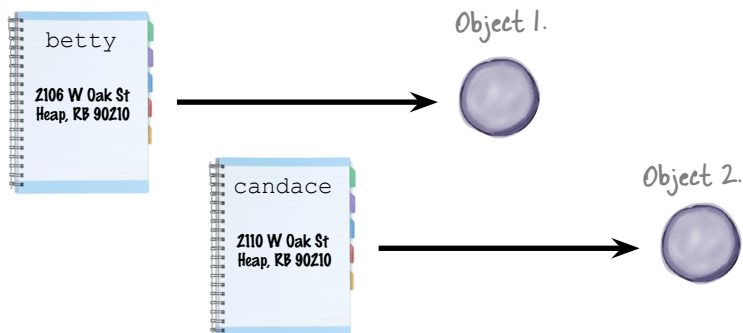 betty
2106 W Oak St
Heap, RB 90210
Object 1.
candace
2110 W Oak St
Heap, RB 90210
Object 2.